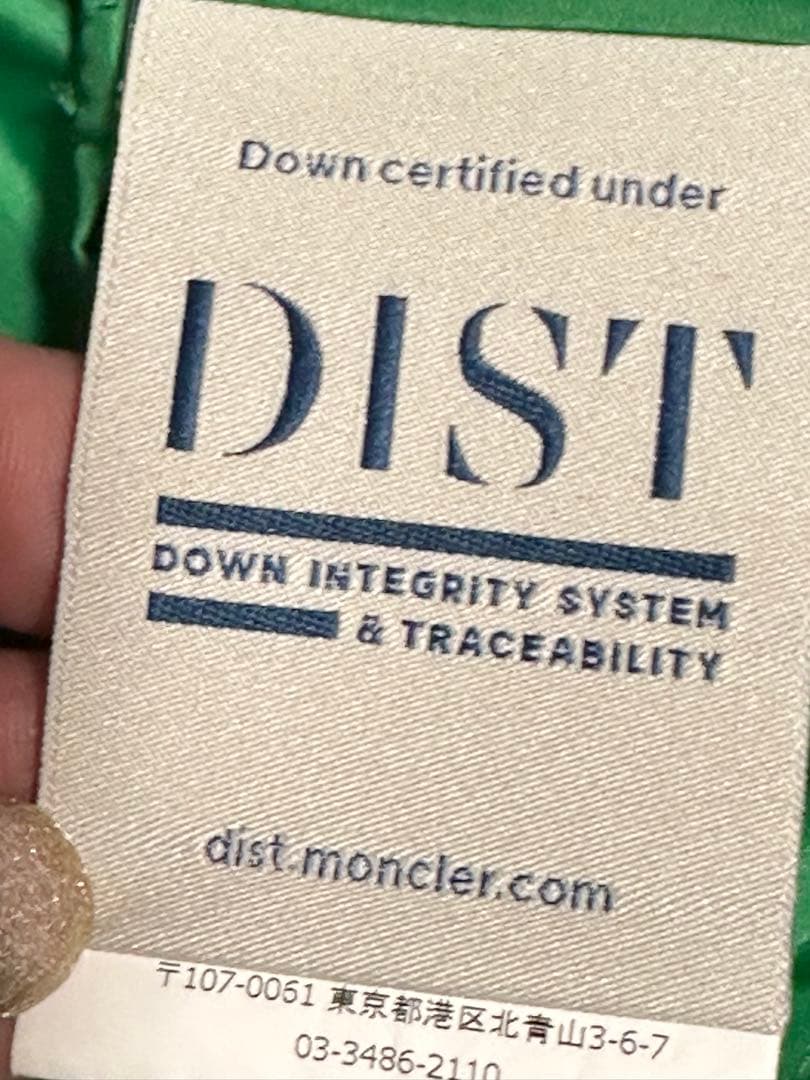 Down certified under
DIST
DOWN INTEGRITY SYSTEM
& TRACEABILITY
dist.moncler.com
〒107-0061 東京都港区北青山3-6-7
03-3486-2110